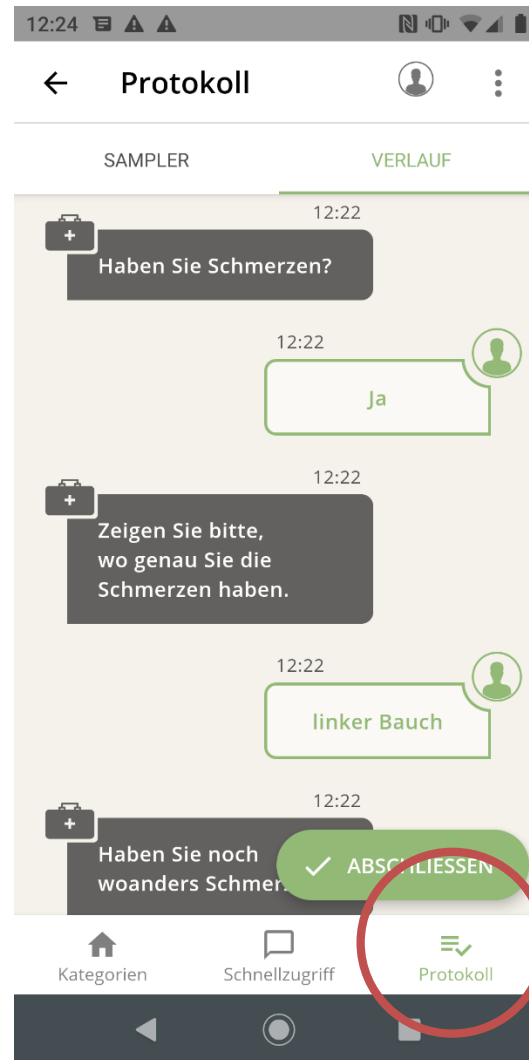 12:24
Protokoll
SAMPLER
VERLAUF
12:22
Haben Sie Schmerzen?
12:22
Ja
12:22
Zeigen Sie bitte,
wo genau Sie die
Schmerzen haben.
12:22
linker Bauch
12:22
Haben Sie noch
woanders Schmer
ABSCHLIESSEN
Kategorien
Schnellzugriff
Protokoll